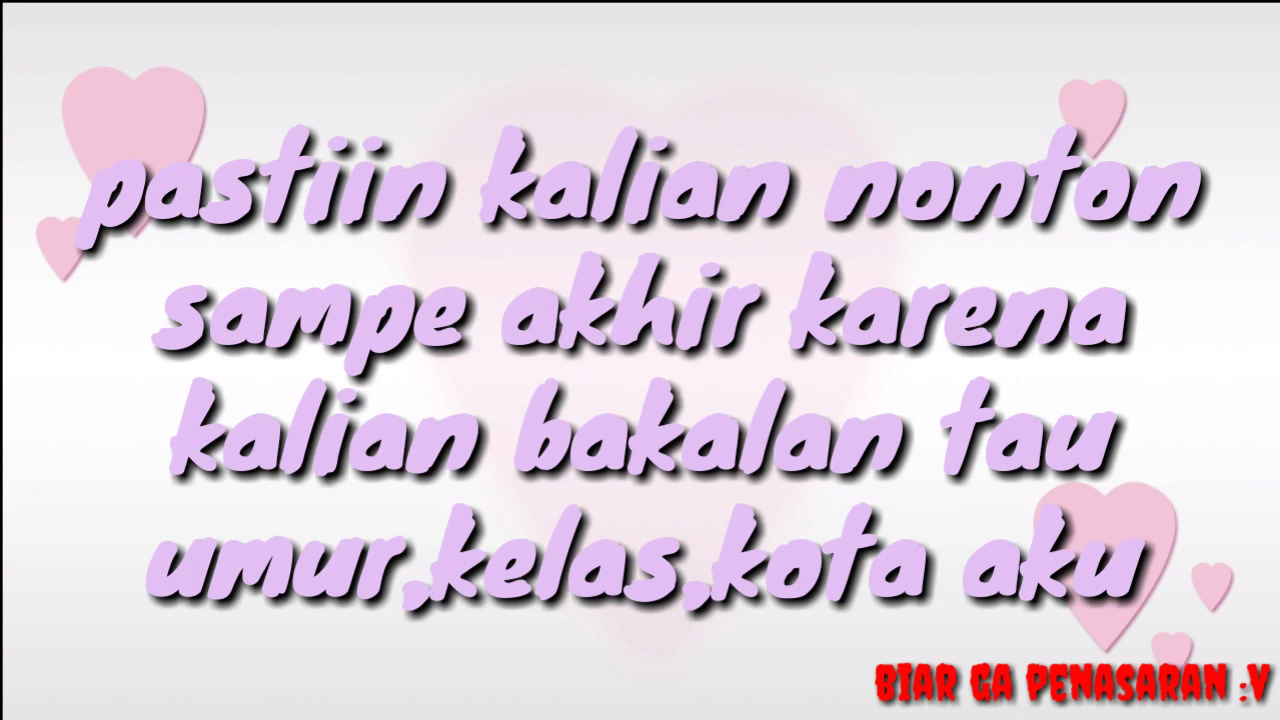 pastiin kalian nonton
sampe akhir karena
kalian bakalan tau
umur,kelas,kota aku
BIAR GA PENASARAN :V